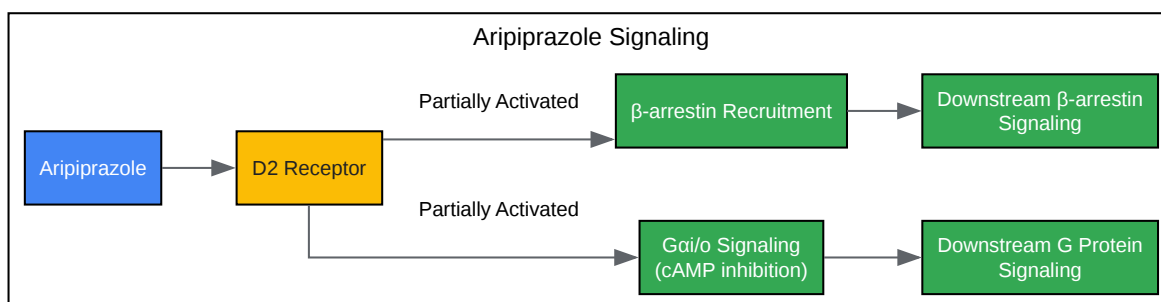 Aripiprazole Signaling
Partially Activated
β-arrestin Recruitment
Downstream β-arrestin
Signaling
Aripiprazole
D2 Receptor
Partially Activated
Gαi/o Signaling
(cAMP inhibition)
Downstream G Protein
Signaling